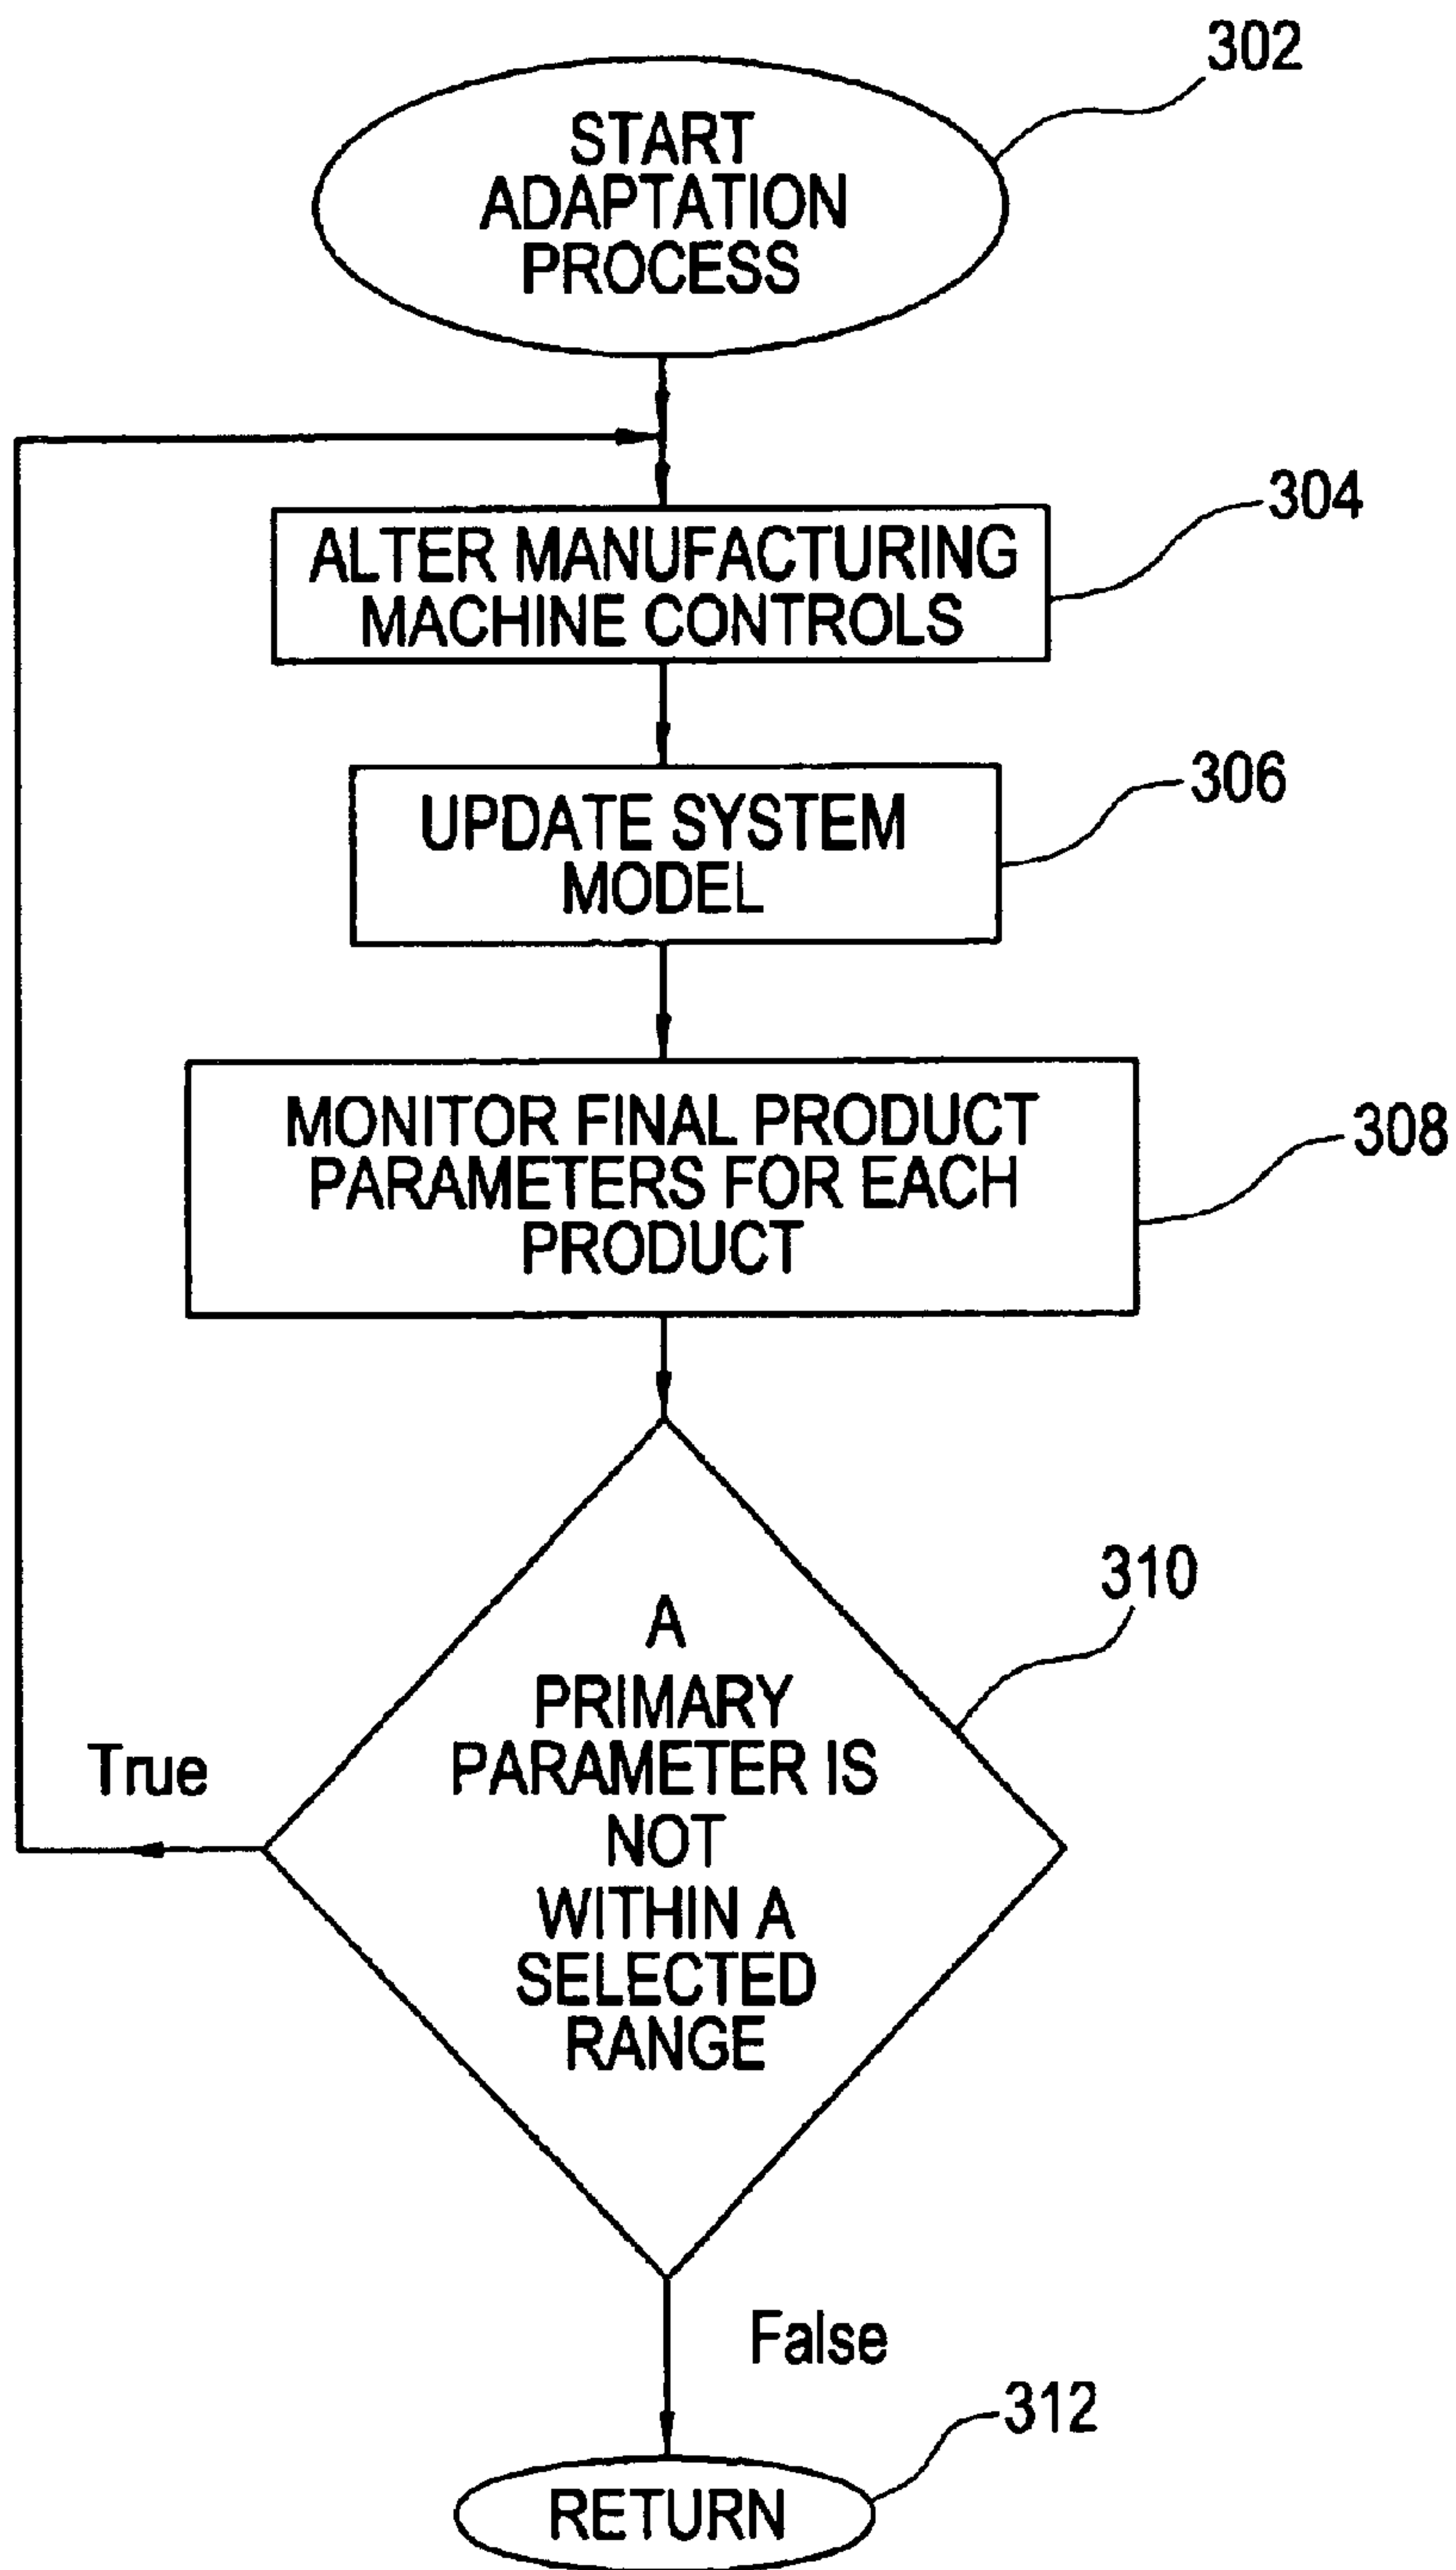 302
START
ADAPTATION
PROCESS
304
ALTER MANUFACTURING
MACHINE CONTROLS
306
UPDATE SYSTEM
MODEL
MONITOR FINAL PRODUCT
PARAMETERS FOR EACH
PRODUCT
308
310
A
PRIMARY
PARAMETER IS
NOT
WITHIN A
SELECTED
RANGE
True
False
312
RETURN